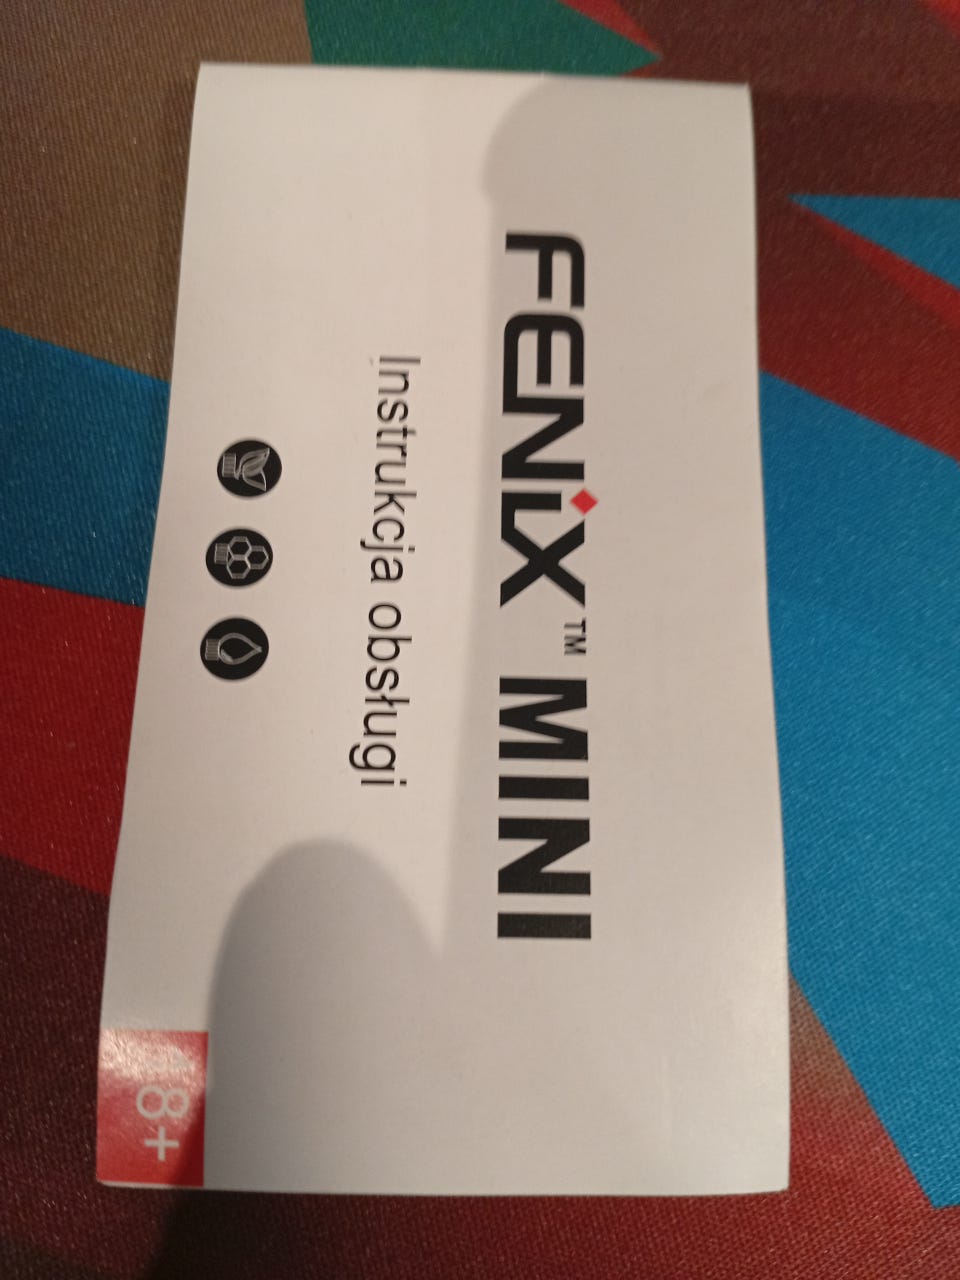 FENiX™ MINI
Instrukcja obsługi
18+